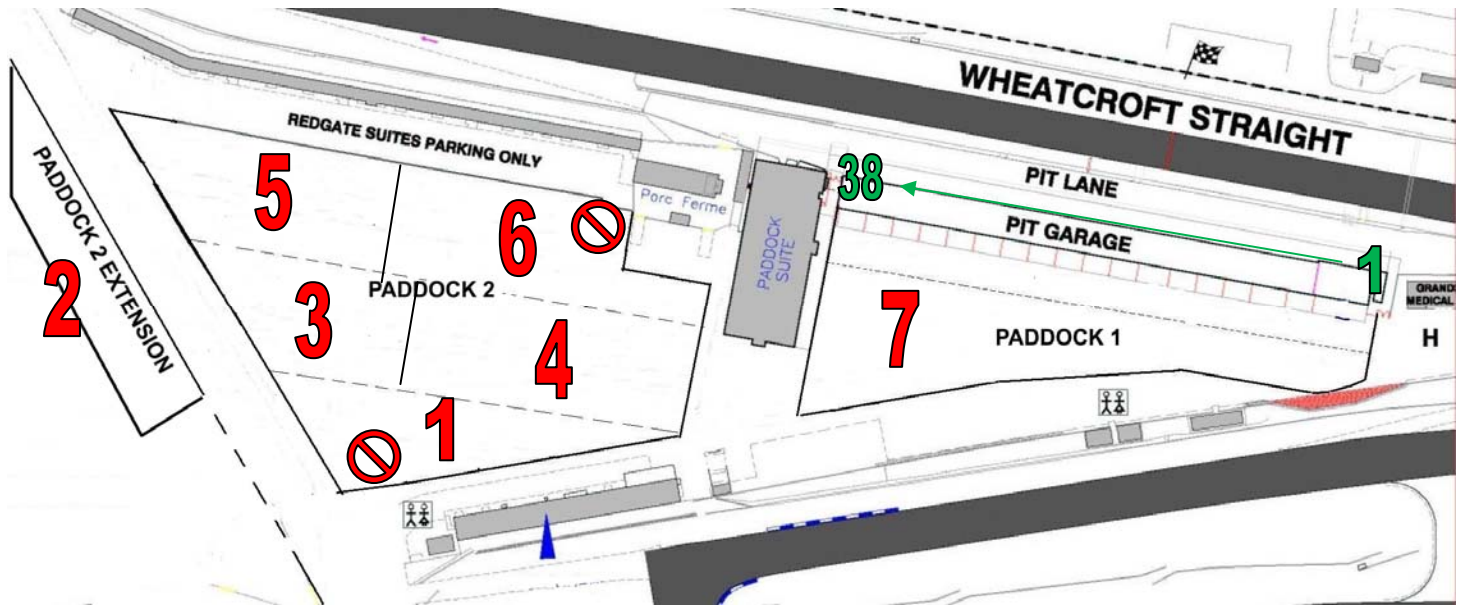 WHEATCROFT STRAIGHT
REDGATE SUITES PARKING ONLY
PADDOCK 2 EXTENSION
5
6
2
3
PADDOCK 2
4
1
Porc Ferme
PADDOCK
SUITE
38
PIT LANE
PIT GARAGE
1
7
PADDOCK 1
MEDICAL
H